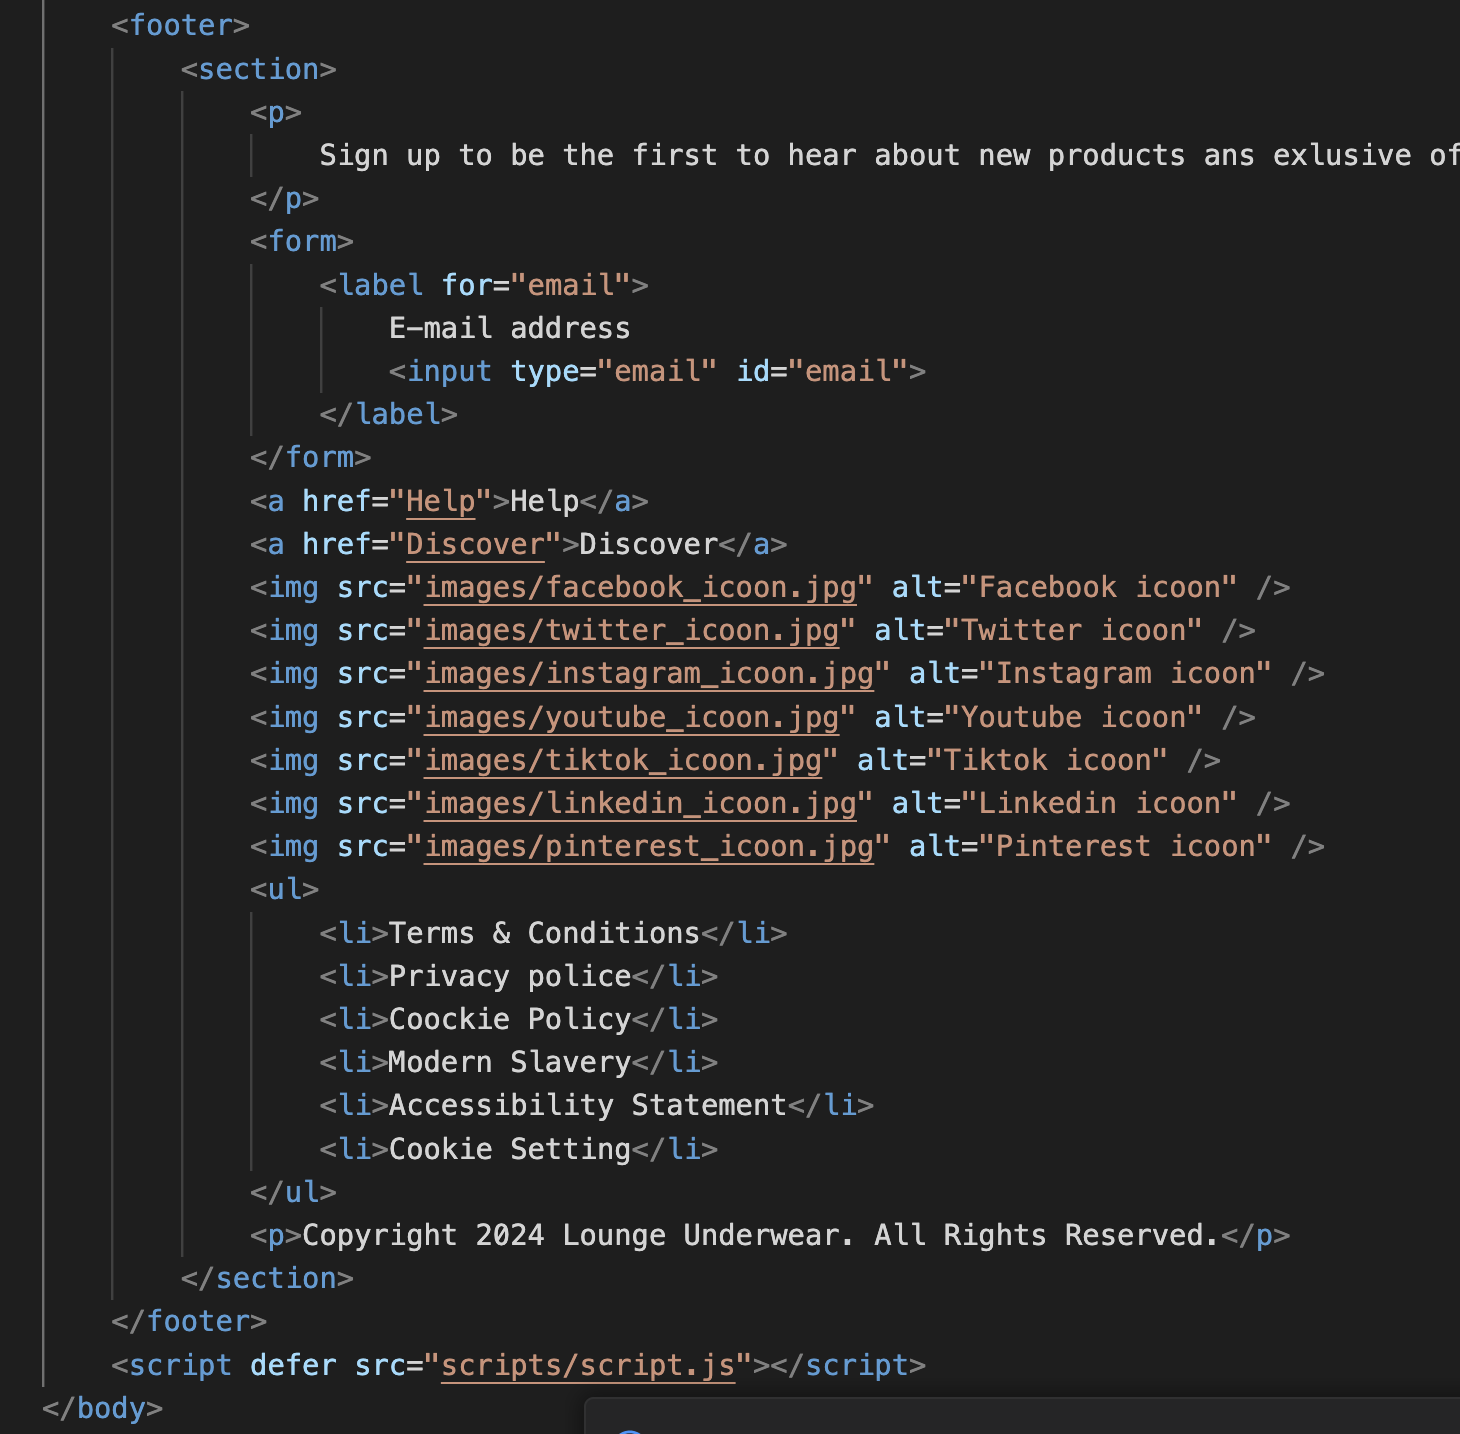 <footer>
<section>
<p>
Sign up to be the first to hear about new products ans exlusive of
</p>
<form>
<label for="email">
E-mail address
<input type="email" id="email">
</label>
</form>
<a href="Help">Help</a>
<a href="Discover">Discover</a>
<img src="images/facebook_icoon.jpg" alt="Facebook icoon" />
<img src="images/twitter_icoon.jpg" alt="Twitter icoon" />
<img src="images/instagram_icoon.jpg" alt="Instagram icoon" />
<img src="images/youtube_icoon.jpg" alt="Youtube icoon" />
<img src="images/tiktok_icoon.jpg" alt="Tiktok icoon" />
<img src="images/linkedin_icoon.jpg" alt="Linkedin icoon" />
<img src="images/pinterest_icoon.jpg" alt="Pinterest icoon" />
<ul>
<li>Terms & Conditions</li>
<li>Privacy police</li>
<li>Coockie Policy</li>
<li>Modern Slavery</li>
<li>Accessibility Statement</li>
<li>Cookie Setting</li>
</ul>
<p>Copyright 2024 Lounge Underwear. All Rights Reserved.</p>
</section>
</footer>
<script defer src="scripts/script.js"></script>
</body>